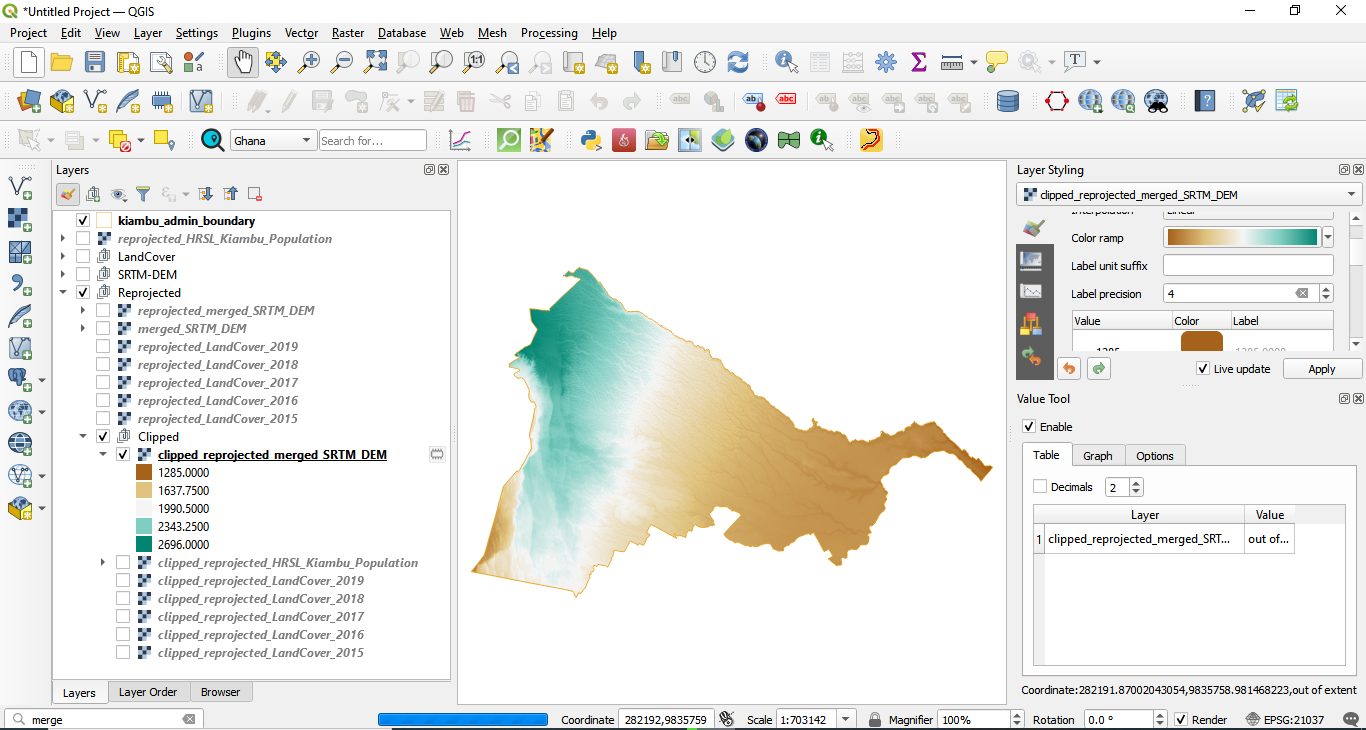 *Untitled Project — QGIS
Project Edit View Layer Settings Plugins Vector Raster Database Web Mesh Processing Help
Ghana Search for...
Layers
kiambu_admin_boundary
reprojected_HRSL_Kiambu_Population
LandCover
SRTM-DEM
Reprojected
reprojected_merged_SRTM_DEM
merged_SRTM_DEM
reprojected_LandCover_2019
reprojected_LandCover_2018
reprojected_LandCover_2017
reprojected_LandCover_2016
reprojected_LandCover_2015
Clipped
clipped_reprojected_merged_SRTM_DEM
1285.0000
1637.7500
1990.5000
2343.2500
2696.0000
clipped_reprojected_HRSL_Kiambu_Population
clipped_reprojected_LandCover_2019
clipped_reprojected_LandCover_2018
clipped_reprojected_LandCover_2017
clipped_reprojected_LandCover_2016
clipped_reprojected_LandCover_2015
Layers Layer Order Browser
Layer Styling
clipped_reprojected_merged_SRTM_DEM
Interpolation Linear
Color ramp
Label unit suffix
Label precision 4
Value Color Label
1285 1285.0000
Live update Apply
Value Tool
Enable
Table Graph Options
Decimals 2
Layer Value
1 clipped_reprojected_merged_SRT... out of...
Coordinate:282191.87002043054,9835758.981468223,out of extent
merge Coordinate 282192,9835759 Scale 1:703142 Magnifier 100% Rotation 0.0 ° Render EPSG:21037